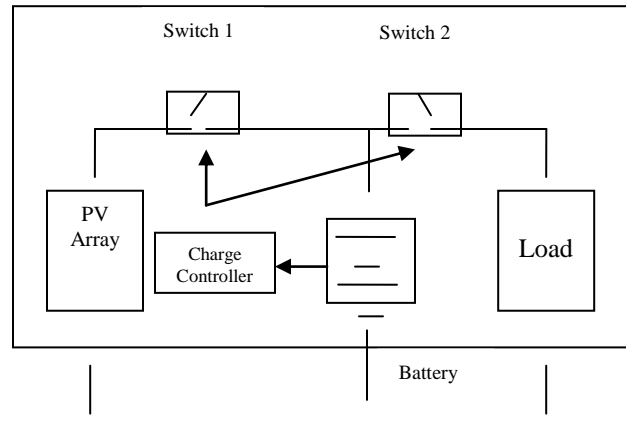 Switch 1
Switch 2
PV
Array
Charge
Controller
Load
Battery